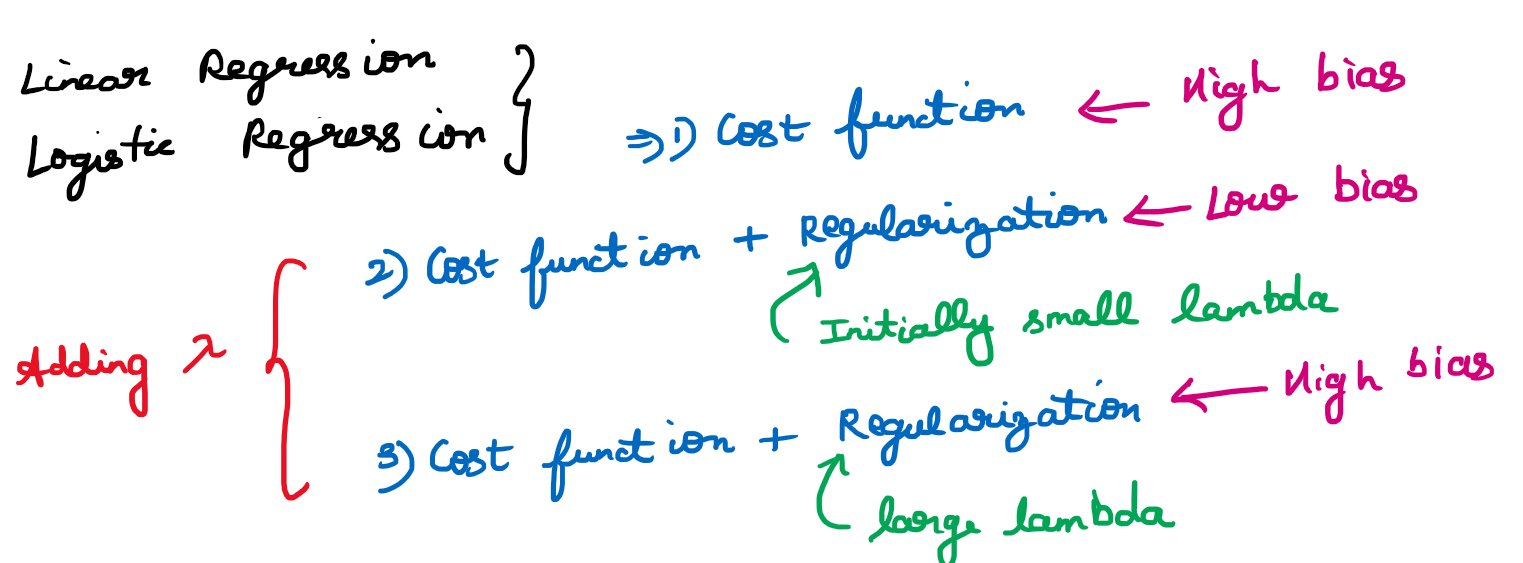 Linear Regression
Logistic Regression
⇒ 1) Cost function ← High bias
2) Cost function + Regularization ← Low bias
Initially small lambda
Adding λ
3) Cost function + Regularization ← High bias
large lambda